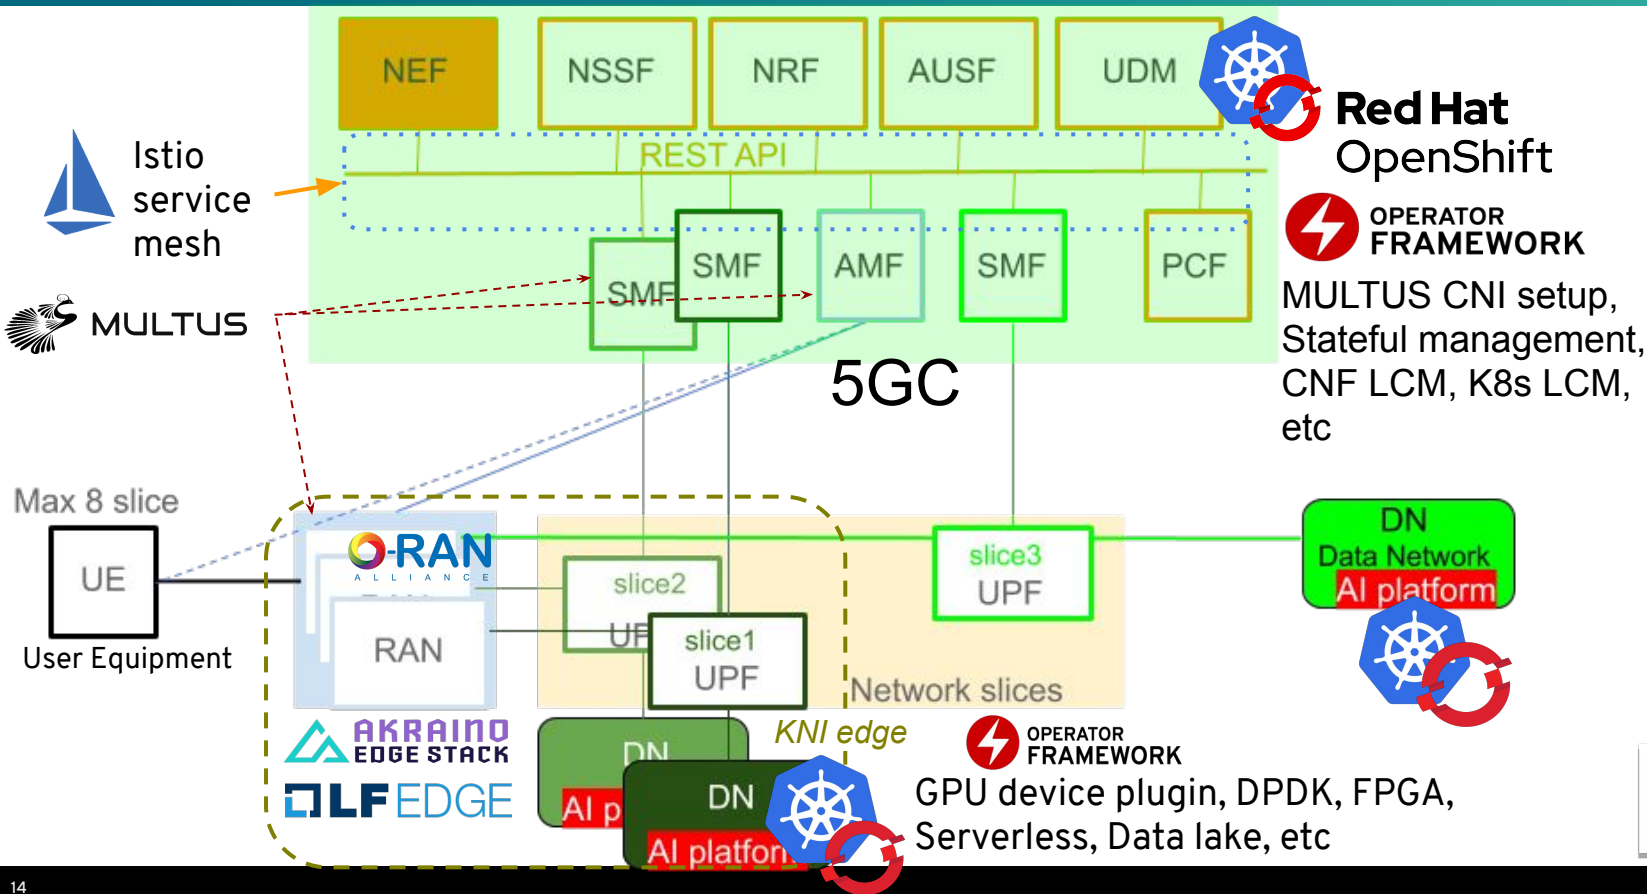 NEF
NSSF
NRF
AUSF
UDM
Red Hat
OpenShift
REST API
Istio
service
mesh
OPERATOR
FRAMEWORK
SMF
SMF
AMF
SMF
PCF
MULTUS
MULTUS CNI setup,
Stateful management,
CNF LCM, K8s LCM,
etc
5GC
Max 8 slice
UE
User Equipment
O-RAN
ALLIANCE
RAN
slice2
UP
slice1
UPF
slice3
UPF
Network slices
DN
Data Network
AI platform
AKRAINO
EDGE STACK
LF EDGE
KNI edge
DN
AI p
DN
AI platform
OPERATOR
FRAMEWORK
GPU device plugin, DPDK, FPGA,
Serverless, Data lake, etc
14